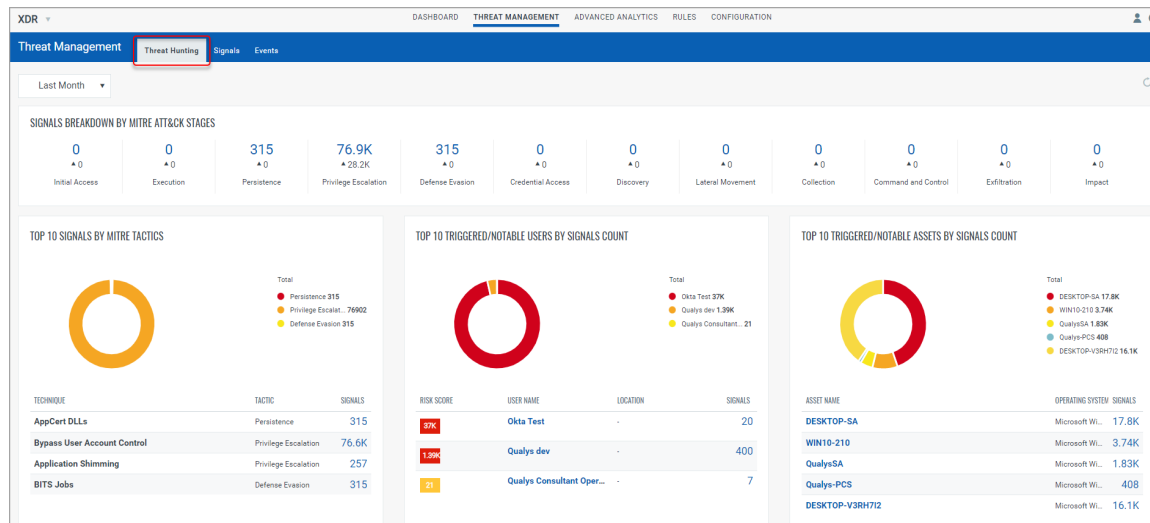 XDR
DASHBOARD THREAT MANAGEMENT ADVANCED ANALYTICS RULES CONFIGURATION
Threat Management Threat Hunting Signals Events
Last Month
SIGNALS BREAKDOWN BY MITRE ATT&CK STAGES
0 0 315 76.9K 315 0 0 0 0 0 0 0
▲ 0 ▲ 0 ▲ 0 ▲ 28.2K ▲ 0 ▲ 0 ▲ 0 ▲ 0 ▲ 0 ▲ 0 ▲ 0 ▲ 0
Initial Access Execution Persistence Privilege Escalation Defense Evasion Credential Access Discovery Lateral Movement Collection Command and Control Exfiltration Impact
TOP 10 SIGNALS BY MITRE TACTICS
Total
Persistence 315
Privilege Escalat... 76902
Defense Evasion 315
TECHNIQUE TACTIC SIGNALS
AppCert DLLs Persistence 315
Bypass User Account Control Privilege Escalation 76.6K
Application Shimming Privilege Escalation 257
BITS Jobs Defense Evasion 315
TOP 10 TRIGGERED/NOTABLE USERS BY SIGNALS COUNT
Total
Okta Test 37K
Qualys dev 1.39K
Qualys Consultant... 21
RISK SCORE USER NAME LOCATION SIGNALS
37K Okta Test - 20
1.39K Qualys dev - 400
21 Qualys Consultant Oper... - 7
TOP 10 TRIGGERED/NOTABLE ASSETS BY SIGNALS COUNT
Total
DESKTOP-SA 17.8K
WIN10-210 3.74K
QualysSA 1.83K
Qualys-PCS 408
DESKTOP-V3RH7I2 16.1K
ASSET NAME OPERATING SYSTEM SIGNALS
DESKTOP-SA Microsoft Wi... 17.8K
WIN10-210 Microsoft Wi... 3.74K
QualysSA Microsoft Wi... 1.83K
Qualys-PCS Microsoft Wi... 408
DESKTOP-V3RH7I2 Microsoft Wi... 16.1K